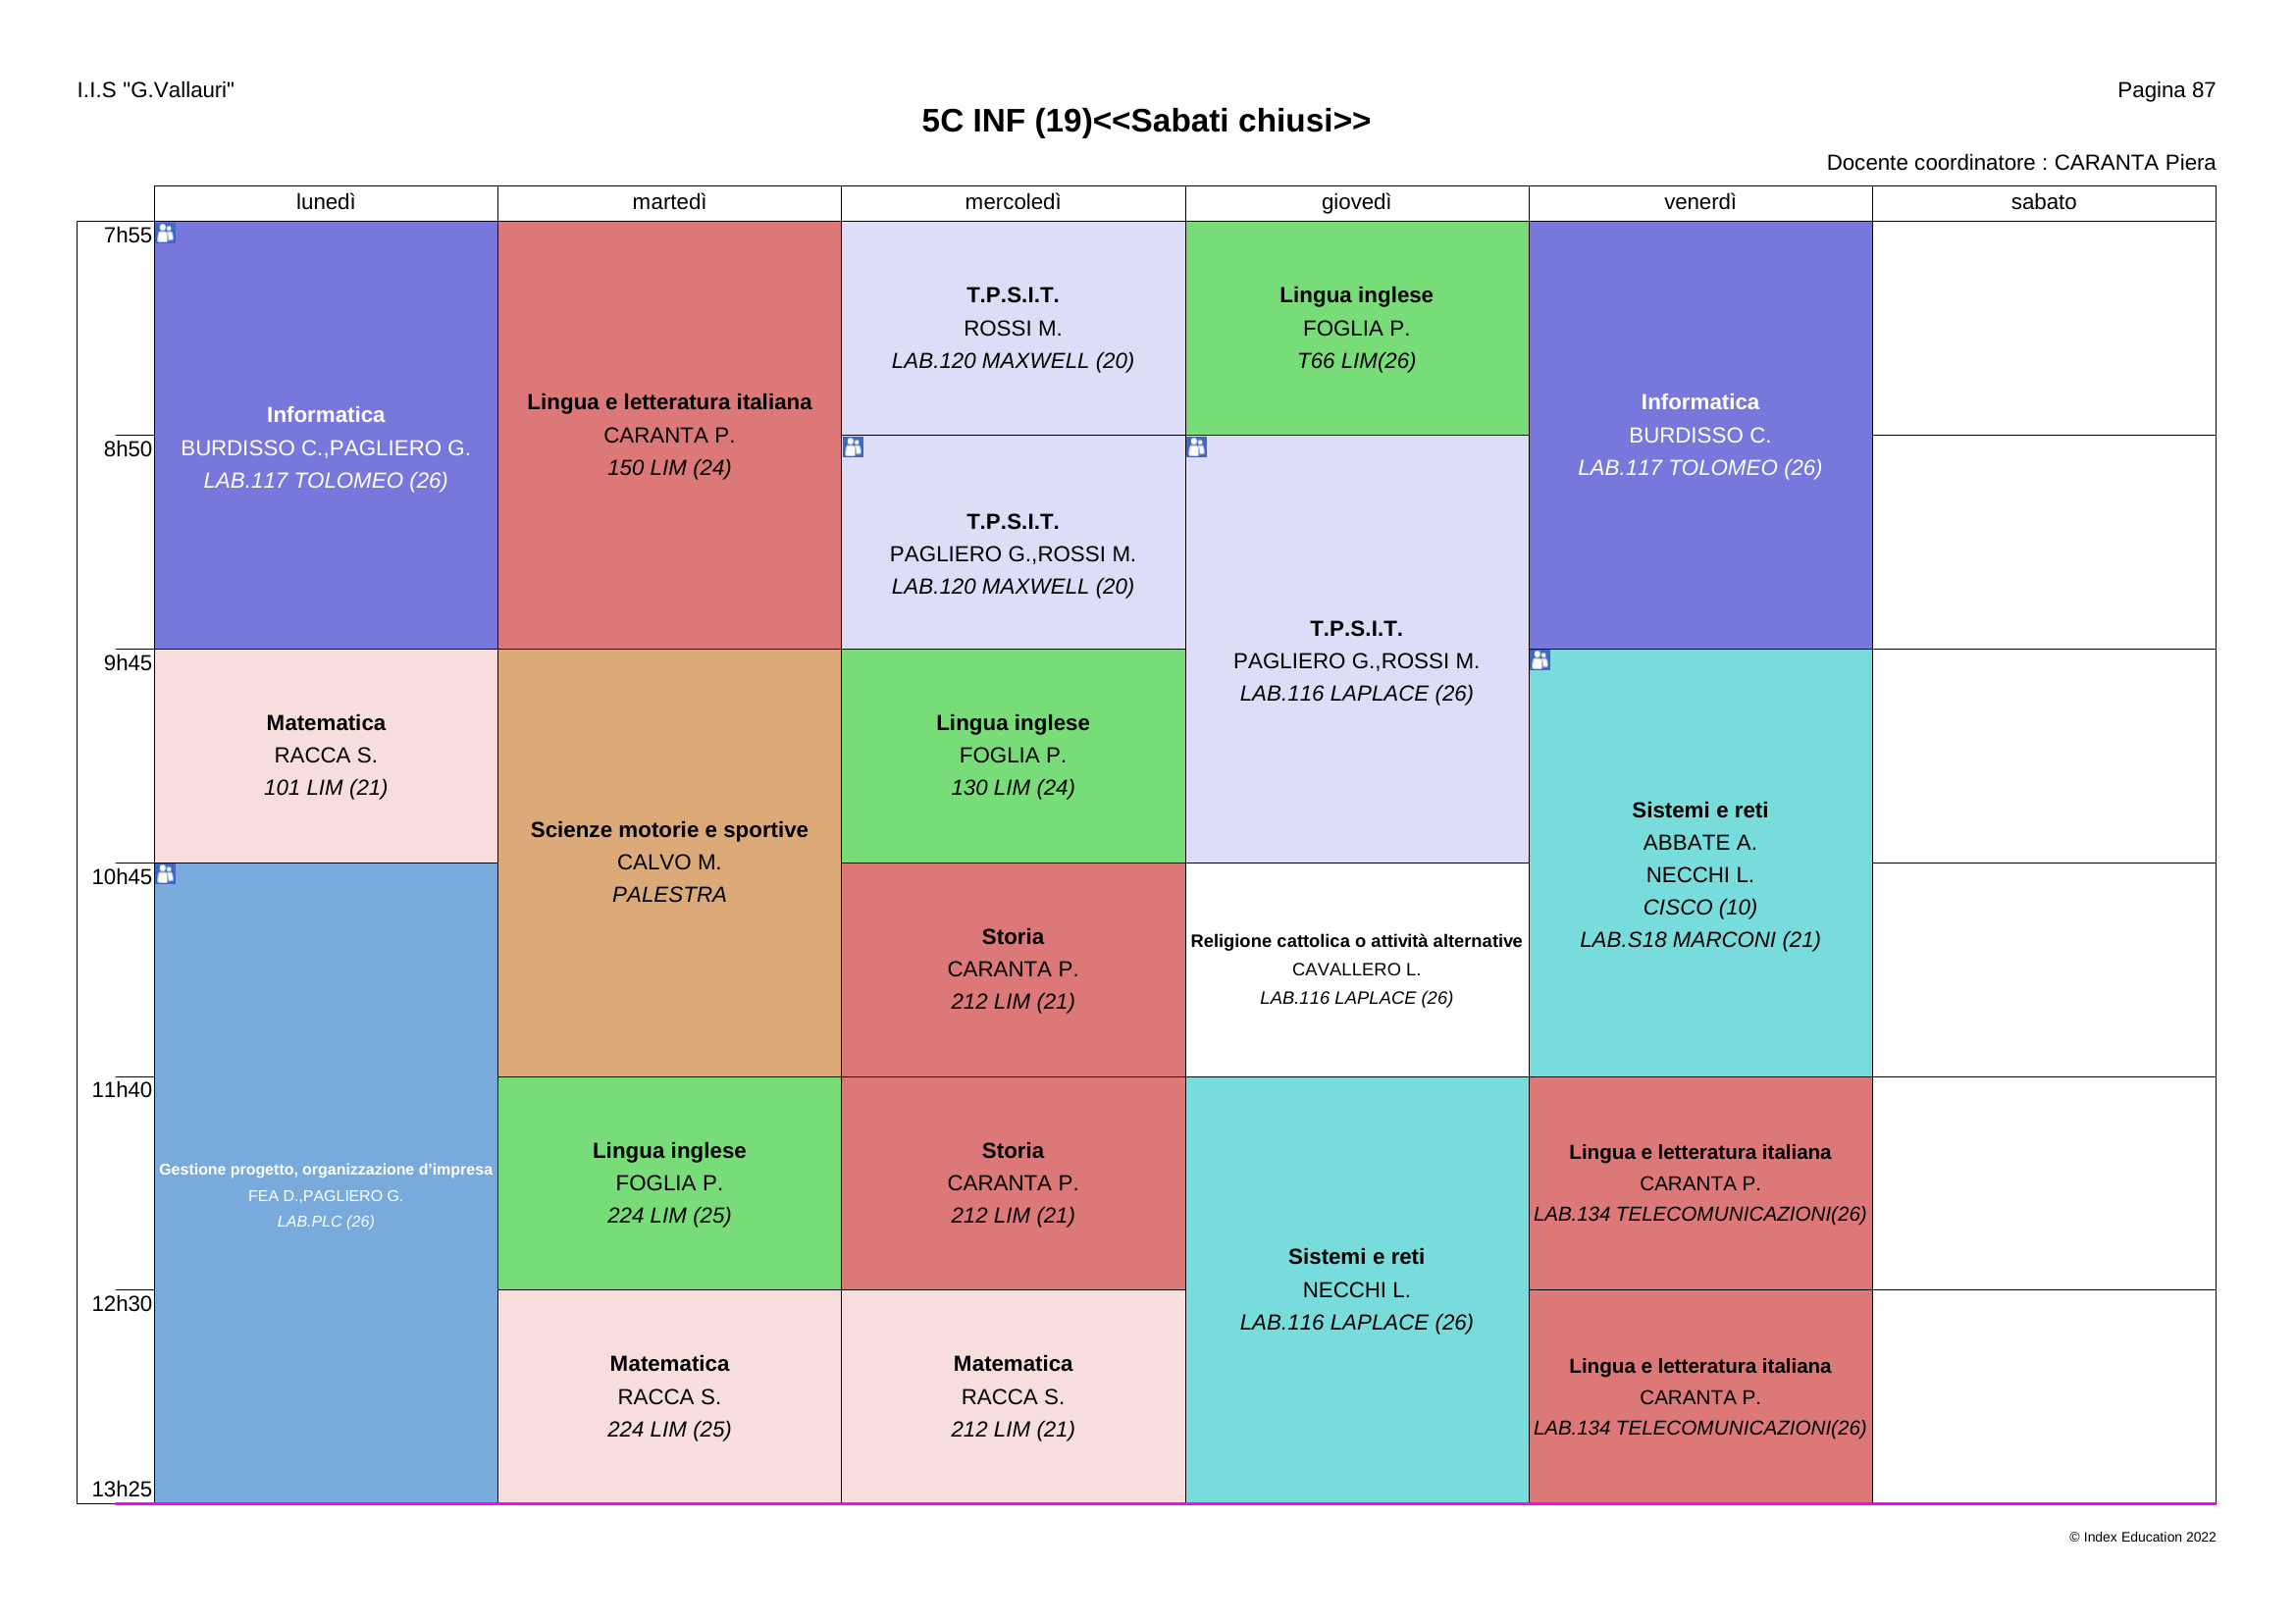 I.I.S "G.Vallauri"
Pagina 87
5C INF (19)<<Sabati chiusi>>
Docente coordinatore : CARANTA Piera
lunedì
martedì
mercoledì
giovedì
venerdì
sabato
7h55
8h50
9h45
10h45
11h40
12h30
13h25
Informatica
BURDISSO C.,PAGLIERO G.
LAB.117 TOLOMEO (26)
Matematica
RACCA S.
101 LIM (21)
Gestione progetto, organizzazione d'impresa
FEA D.,PAGLIERO G.
LAB.PLC (26)
Lingua e letteratura italiana
CARANTA P.
150 LIM (24)
Scienze motorie e sportive
CALVO M.
PALESTRA
Lingua inglese
FOGLIA P.
224 LIM (25)
Matematica
RACCA S.
224 LIM (25)
T.P.S.I.T.
ROSSI M.
LAB.120 MAXWELL (20)
T.P.S.I.T.
PAGLIERO G.,ROSSI M.
LAB.120 MAXWELL (20)
Lingua inglese
FOGLIA P.
130 LIM (24)
Storia
CARANTA P.
212 LIM (21)
Storia
CARANTA P.
212 LIM (21)
Matematica
RACCA S.
212 LIM (21)
Lingua inglese
FOGLIA P.
T66 LIM(26)
T.P.S.I.T.
PAGLIERO G.,ROSSI M.
LAB.116 LAPLACE (26)
Religione cattolica o attività alternative
CAVALLERO L.
LAB.116 LAPLACE (26)
Sistemi e reti
NECCHI L.
LAB.116 LAPLACE (26)
Informatica
BURDISSO C.
LAB.117 TOLOMEO (26)
Sistemi e reti
ABBATE A.
NECCHI L.
CISCO (10)
LAB.S18 MARCONI (21)
Lingua e letteratura italiana
CARANTA P.
LAB.134 TELECOMUNICAZIONI(26)
Lingua e letteratura italiana
CARANTA P.
LAB.134 TELECOMUNICAZIONI(26)
© Index Education 2022